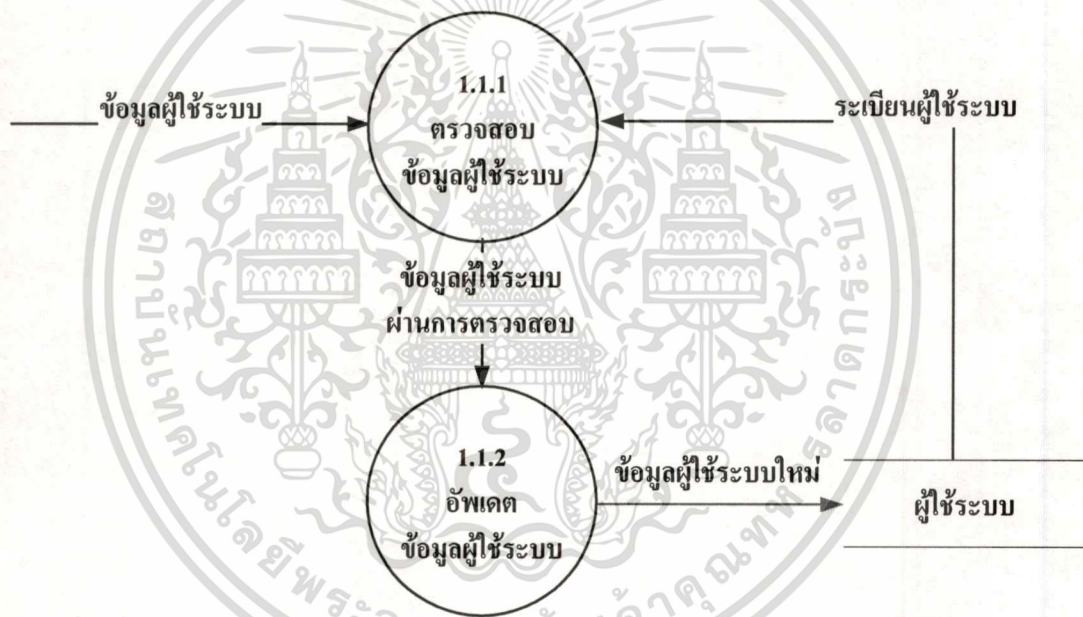 ข้อมูลผู้ใช้ระบบ
1.1.1
ตรวจสอบ
ข้อมูลผู้ใช้ระบบ
ระเบียนผู้ใช้ระบบ
ข้อมูลผู้ใช้ระบบ
ผ่านการตรวจสอบ
1.1.2
อัพเดต
ข้อมูลผู้ใช้ระบบ
ข้อมูลผู้ใช้ระบบใหม่
ผู้ใช้ระบบ